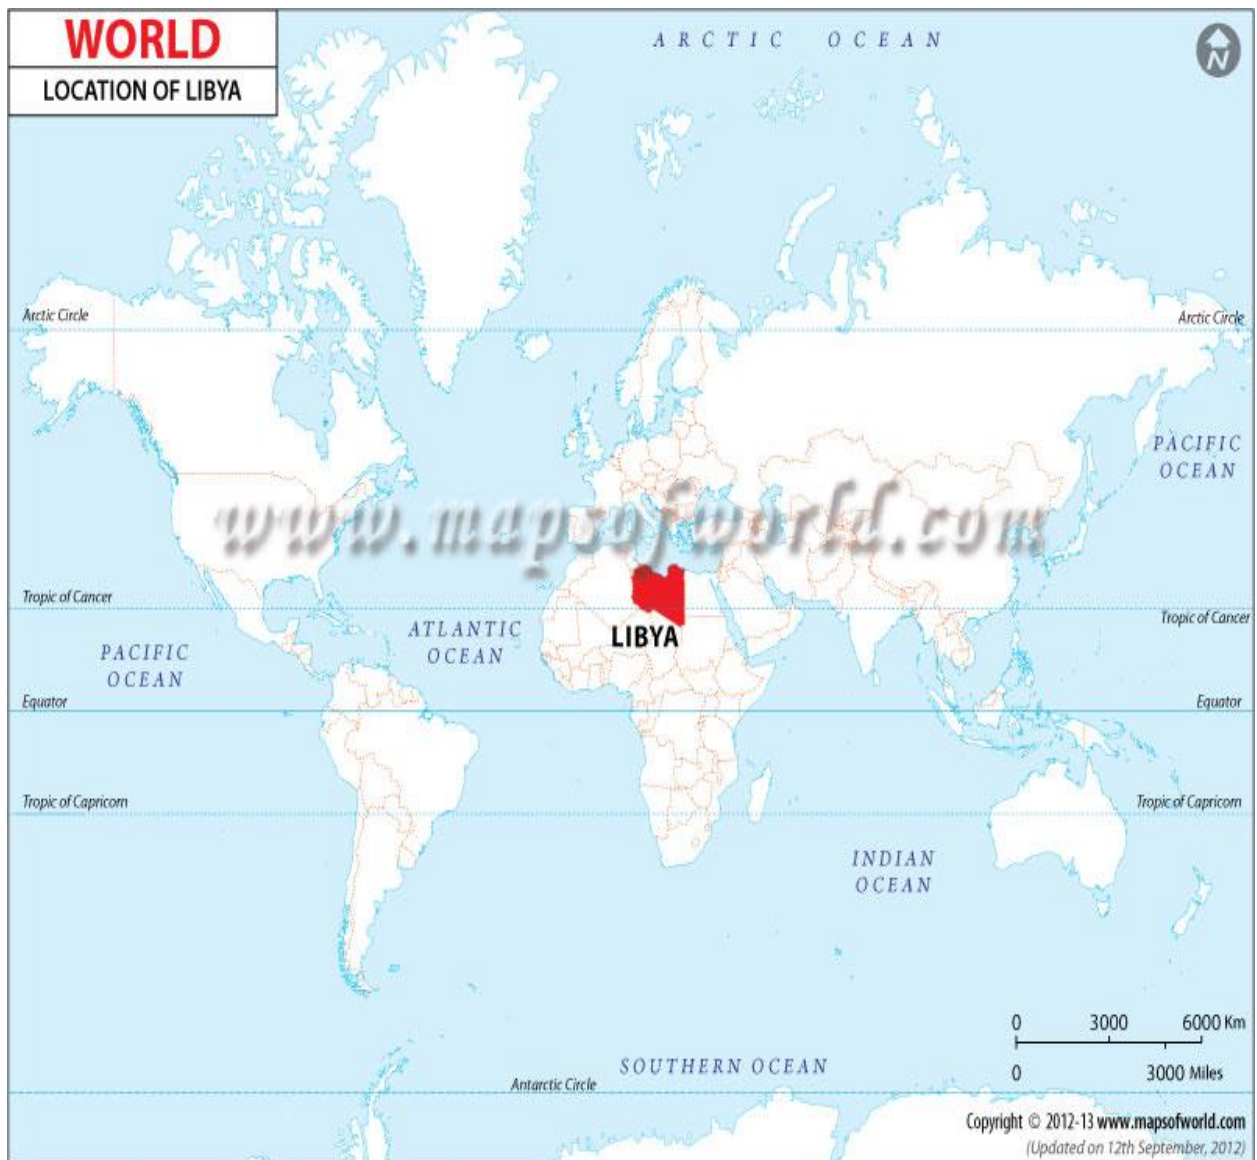 WORLD
LOCATION OF LIBYA
ARCTIC OCEAN
N
Arctic Circle
Arctic Circle
PACIFIC
OCEAN
www.mapsofworld.com
Tropic of Cancer
Tropic of Cancer
LIBYA
ATLANTIC
OCEAN
PACIFIC
OCEAN
Equator
Equator
Tropic of Capricorn
Tropic of Capricorn
INDIAN
OCEAN
0 3000 6000 Km
0 3000 Miles
SOUTHERN OCEAN
Antarctic Circle
Copyright © 2012-13 www.mapsofworld.com
(Updated on 12th September, 2012)